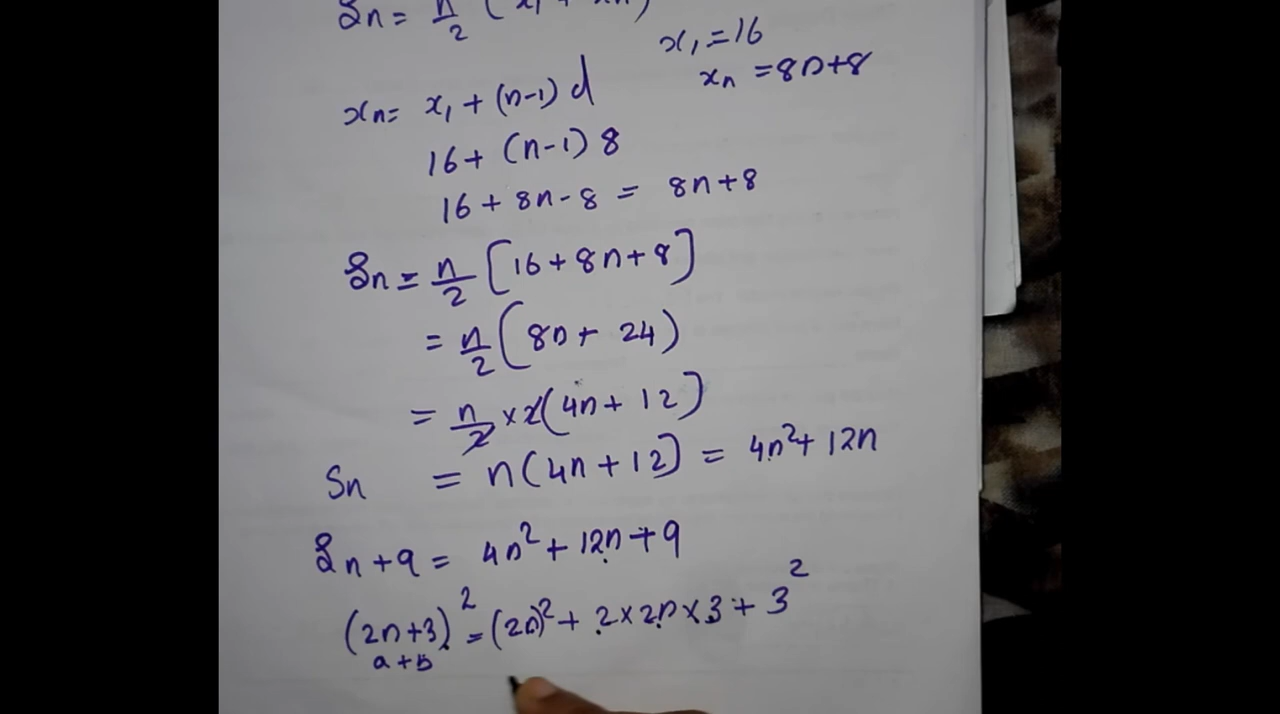 Sn = n/2 (x₁ + xn)
x₁ = 16
xn = 8n+8
xn = x₁ + (n-1) d
16 + (n-1) 8
16 + 8n - 8 = 8n+8
Sn = n/2 [16 + 8n + 8]
= n/2 (8n + 24)
= n/2 × 2(4n + 12)
Sn = n(4n + 12) = 4n² + 12n
Sn + 9 = 4n² + 12n + 9
(2n+3)² = (2n)² + 2×2n×3 + 3²
a+b